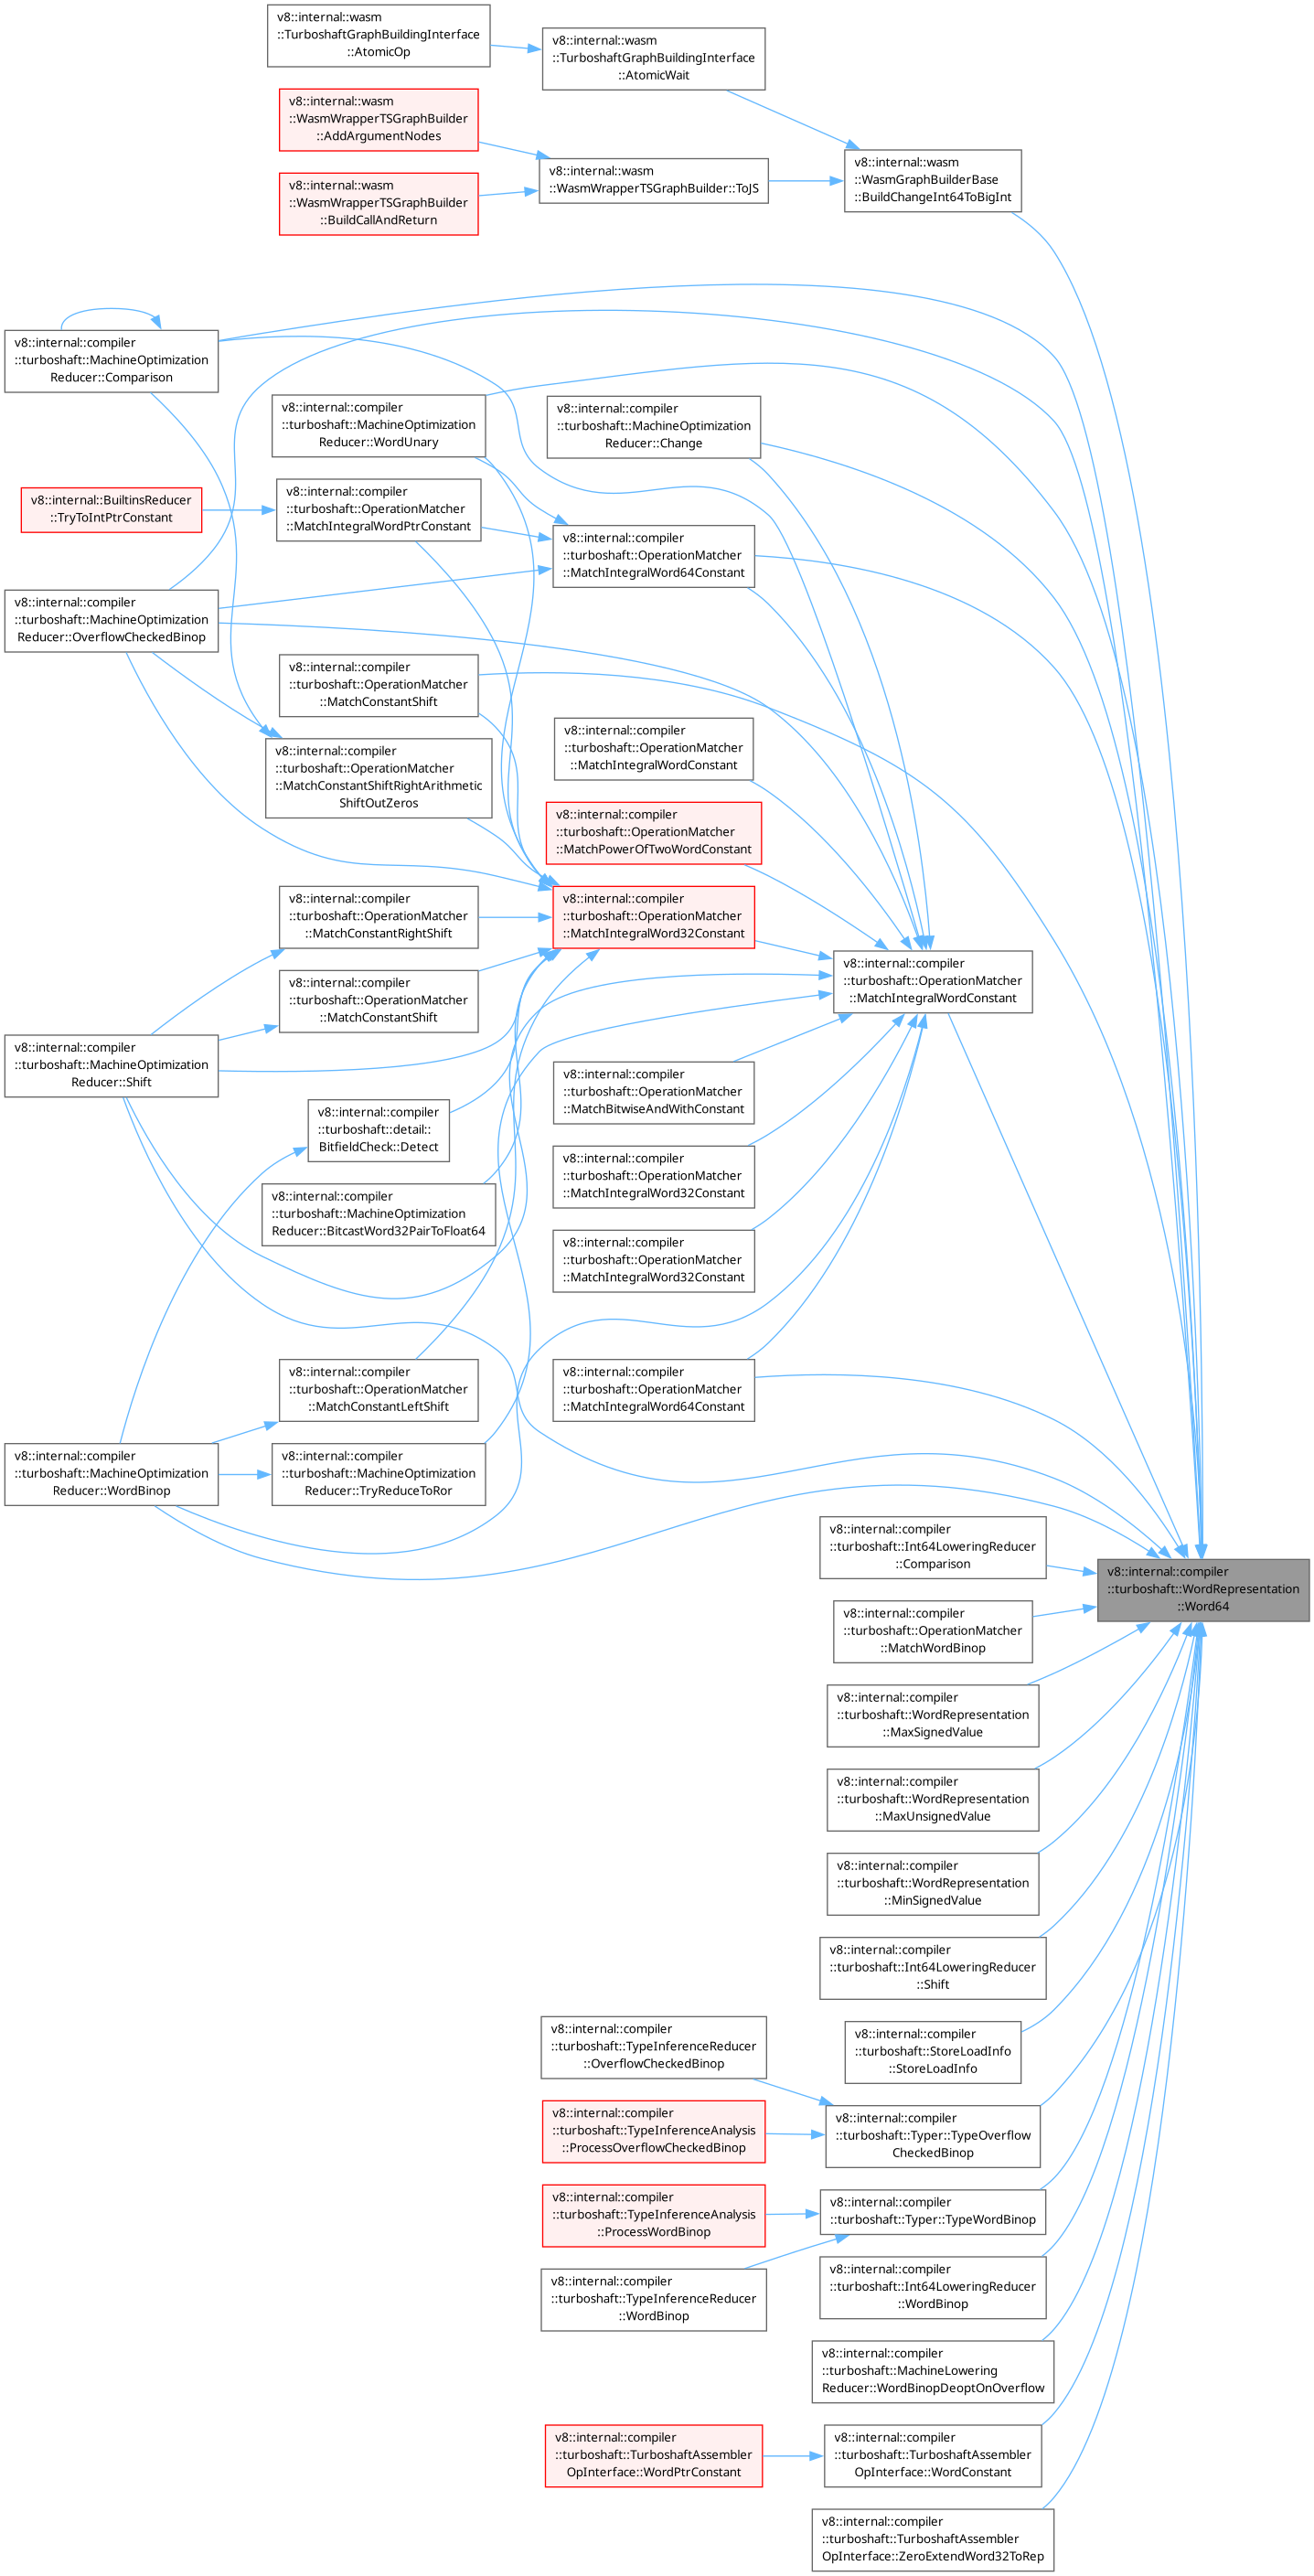 v8::internal::wasm
::TurboshaftGraphBuildingInterface
::AtomicOp
v8::internal::wasm
::TurboshaftGraphBuildingInterface
::AtomicWait
v8::internal::wasm
::WasmWrapperTSGraphBuilder
::AddArgumentNodes
v8::internal::wasm
::WasmGraphBuilderBase
::BuildChangeInt64ToBigInt
v8::internal::wasm
::WasmWrapperTSGraphBuilder::ToJS
v8::internal::wasm
::WasmWrapperTSGraphBuilder
::BuildCallAndReturn
v8::internal::compiler
::turboshaft::MachineOptimization
Reducer::Comparison
v8::internal::compiler
::turboshaft::MachineOptimization
Reducer::WordUnary
v8::internal::compiler
::turboshaft::MachineOptimization
Reducer::Change
v8::internal::BuiltinsReducer
::TryToIntPtrConstant
v8::internal::compiler
::turboshaft::OperationMatcher
::MatchIntegralWordPtrConstant
v8::internal::compiler
::turboshaft::OperationMatcher
::MatchIntegralWord64Constant
v8::internal::compiler
::turboshaft::MachineOptimization
Reducer::OverflowCheckedBinop
v8::internal::compiler
::turboshaft::OperationMatcher
::MatchConstantShift
v8::internal::compiler
::turboshaft::OperationMatcher
::MatchIntegralWordConstant
v8::internal::compiler
::turboshaft::OperationMatcher
::MatchConstantShiftRightArithmetic
ShiftOutZeros
v8::internal::compiler
::turboshaft::OperationMatcher
::MatchPowerOfTwoWordConstant
v8::internal::compiler
::turboshaft::OperationMatcher
::MatchConstantRightShift
v8::internal::compiler
::turboshaft::OperationMatcher
::MatchIntegralWord32Constant
v8::internal::compiler
::turboshaft::OperationMatcher
::MatchIntegralWordConstant
v8::internal::compiler
::turboshaft::OperationMatcher
::MatchConstantShift
v8::internal::compiler
::turboshaft::MachineOptimization
Reducer::Shift
v8::internal::compiler
::turboshaft::OperationMatcher
::MatchBitwiseAndWithConstant
v8::internal::compiler
::turboshaft::detail::
BitfieldCheck::Detect
v8::internal::compiler
::turboshaft::OperationMatcher
::MatchIntegralWord32Constant
v8::internal::compiler
::turboshaft::MachineOptimization
Reducer::BitcastWord32PairToFloat64
v8::internal::compiler
::turboshaft::OperationMatcher
::MatchIntegralWord32Constant
v8::internal::compiler
::turboshaft::OperationMatcher
::MatchConstantLeftShift
v8::internal::compiler
::turboshaft::OperationMatcher
::MatchIntegralWord64Constant
v8::internal::compiler
::turboshaft::MachineOptimization
Reducer::WordBinop
v8::internal::compiler
::turboshaft::MachineOptimization
Reducer::TryReduceToRor
v8::internal::compiler
::turboshaft::Int64LoweringReducer
::Comparison
v8::internal::compiler
::turboshaft::WordRepresentation
::Word64
v8::internal::compiler
::turboshaft::OperationMatcher
::MatchWordBinop
v8::internal::compiler
::turboshaft::WordRepresentation
::MaxSignedValue
v8::internal::compiler
::turboshaft::WordRepresentation
::MaxUnsignedValue
v8::internal::compiler
::turboshaft::WordRepresentation
::MinSignedValue
v8::internal::compiler
::turboshaft::Int64LoweringReducer
::Shift
v8::internal::compiler
::turboshaft::StoreLoadInfo
::StoreLoadInfo
v8::internal::compiler
::turboshaft::TypeInferenceReducer
::OverflowCheckedBinop
v8::internal::compiler
::turboshaft::TypeInferenceAnalysis
::ProcessOverflowCheckedBinop
v8::internal::compiler
::turboshaft::Typer::TypeOverflow
CheckedBinop
v8::internal::compiler
::turboshaft::TypeInferenceAnalysis
::ProcessWordBinop
v8::internal::compiler
::turboshaft::Typer::TypeWordBinop
v8::internal::compiler
::turboshaft::TypeInferenceReducer
::WordBinop
v8::internal::compiler
::turboshaft::Int64LoweringReducer
::WordBinop
v8::internal::compiler
::turboshaft::MachineLowering
Reducer::WordBinopDeoptOnOverflow
v8::internal::compiler
::turboshaft::TurboshaftAssembler
OpInterface::WordPtrConstant
v8::internal::compiler
::turboshaft::TurboshaftAssembler
OpInterface::WordConstant
v8::internal::compiler
::turboshaft::TurboshaftAssembler
OpInterface::ZeroExtendWord32ToRep